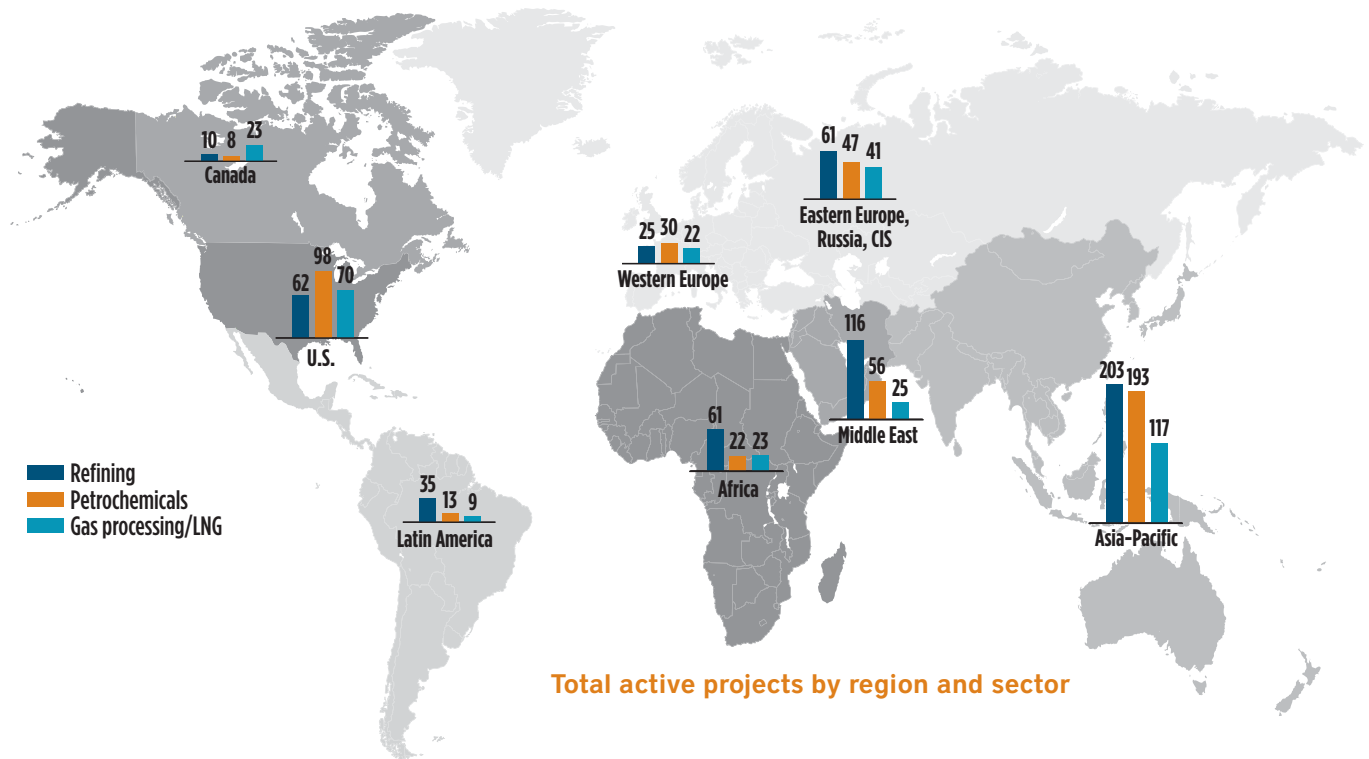 10 8 23
Canada
61 47 41
Eastern Europe,
Russia, CIS
25 30 22
Western Europe
62 98 70
U.S.
116 56 25
Middle East
203 193 117
Asia-Pacific
61 22 23
Africa
35 13 9
Latin America
Refining
Petrochemicals
Gas processing/LNG
Total active projects by region and sector